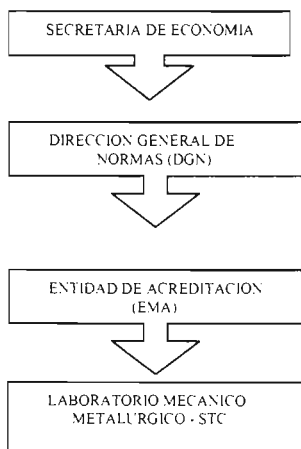 SECRETARIA DE ECONOMIA
DIRECCION GENERAL DE
NORMAS (DGN)
ENTIDAD DE ACREDITACION
(EMA)
LABORATORIO MECANICO
METALURGICO - STC